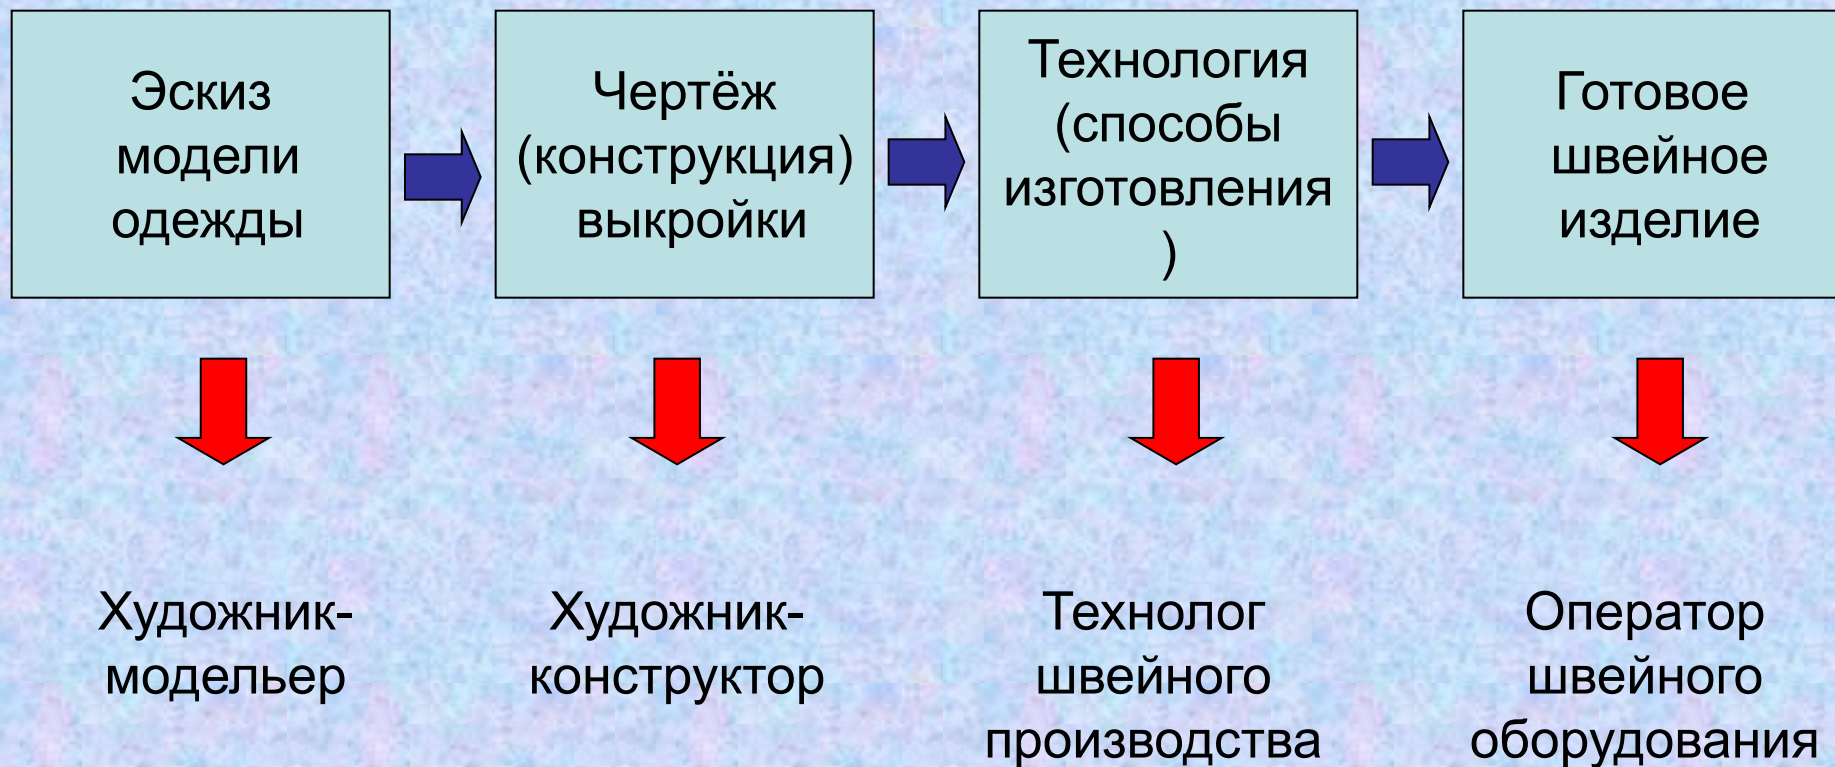 Эскиз
модели
одежды
Чертёж
(конструкция)
выкройки
Технология
(способы
изготовления
)
Готовое
швейное
изделие
Художник-
модельер
Художник-
конструктор
Технолог
швейного
производства
Оператор
швейного
оборудования